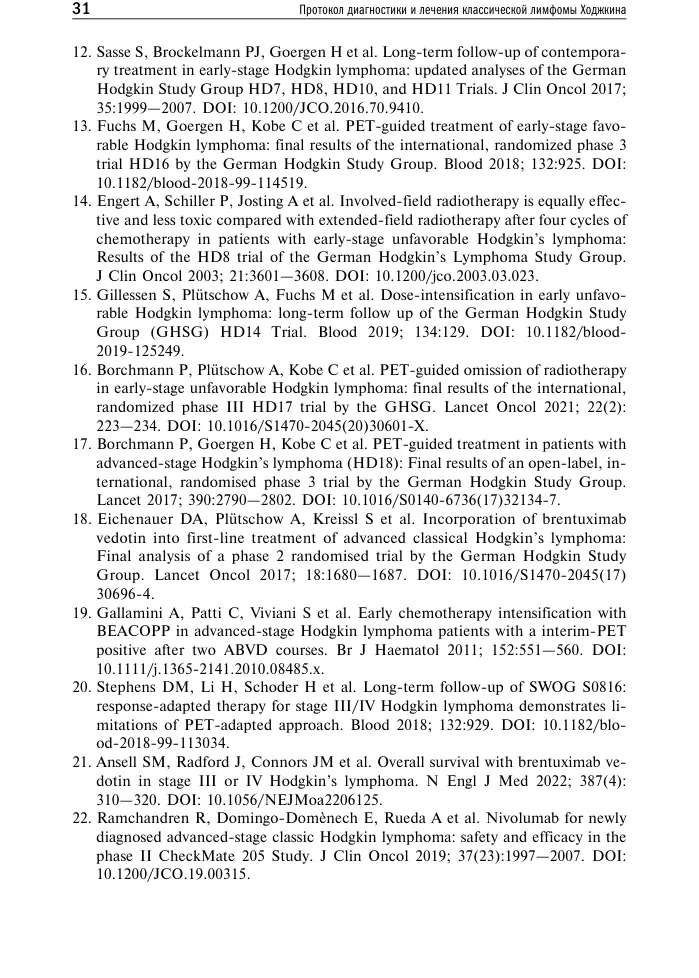 31 Протокол диагностики и лечения классической лимфомы Ходжкина
12. Sasse S, Brockelmann PJ, Goergen H et al. Long-term follow-up of contempora-
ry treatment in early-stage Hodgkin lymphoma: updated analyses of the German
Hodgkin Study Group HD7, HD8, HD10, and HD11 Trials. J Clin Oncol 2017;
35:1999—2007. DOI: 10.1200/JCO.2016.70.9410.
13. Fuchs M, Goergen H, Kobe C et al. PET-guided treatment of early-stage favo-
rable Hodgkin lymphoma: final results of the international, randomized phase 3
trial HD16 by the German Hodgkin Study Group. Blood 2018; 132:925. DOI:
10.1182/blood-2018-99-114519.
14. Engert A, Schiller P, Josting A et al. Involved-field radiotherapy is equally effec-
tive and less toxic compared with extended-field radiotherapy after four cycles of
chemotherapy in patients with early-stage unfavorable Hodgkin's lymphoma:
Results of the HD8 trial of the German Hodgkin's Lymphoma Study Group.
J Clin Oncol 2003; 21:3601—3608. DOI: 10.1200/jco.2003.03.023.
15. Gillessen S, Plütschow A, Fuchs M et al. Dose-intensification in early unfavo-
rable Hodgkin lymphoma: long-term follow up of the German Hodgkin Study
Group (GHSG) HD14 Trial. Blood 2019; 134:129. DOI: 10.1182/blood-
2019-125249.
16. Borchmann P, Plütschow A, Kobe C et al. PET-guided omission of radiotherapy
in early-stage unfavorable Hodgkin lymphoma: final results of the international,
randomized phase III HD17 trial by the GHSG. Lancet Oncol 2021; 22(2):
223—234. DOI: 10.1016/S1470-2045(20)30601-X.
17. Borchmann P, Goergen H, Kobe C et al. PET-guided treatment in patients with
advanced-stage Hodgkin's lymphoma (HD18): Final results of an open-label, in-
ternational, randomised phase 3 trial by the German Hodgkin Study Group.
Lancet 2017; 390:2790—2802. DOI: 10.1016/S0140-6736(17)32134-7.
18. Eichenauer DA, Plütschow A, Kreissl S et al. Incorporation of brentuximab
vedotin into first-line treatment of advanced classical Hodgkin's lymphoma:
Final analysis of a phase 2 randomised trial by the German Hodgkin Study
Group. Lancet Oncol 2017; 18:1680—1687. DOI: 10.1016/S1470-2045(17)
30696-4.
19. Gallamini A, Patti C, Viviani S et al. Early chemotherapy intensification with
BEACOPP in advanced-stage Hodgkin lymphoma patients with a interim-PET
positive after two ABVD courses. Br J Haematol 2011; 152:551—560. DOI:
10.1111/j.1365-2141.2010.08485.x.
20. Stephens DM, Li H, Schoder H et al. Long-term follow-up of SWOG S0816:
response-adapted therapy for stage III/IV Hodgkin lymphoma demonstrates li-
mitations of PET-adapted approach. Blood 2018; 132:929. DOI: 10.1182/blo-
od-2018-99-113034.
21. Ansell SM, Radford J, Connors JM et al. Overall survival with brentuximab ve-
dotin in stage III or IV Hodgkin's lymphoma. N Engl J Med 2022; 387(4):
310—320. DOI: 10.1056/NEJMoa2206125.
22. Ramchandren R, Domingo-Domènech E, Rueda A et al. Nivolumab for newly
diagnosed advanced-stage classic Hodgkin lymphoma: safety and efficacy in the
phase II CheckMate 205 Study. J Clin Oncol 2019; 37(23):1997—2007. DOI:
10.1200/JCO.19.00315.